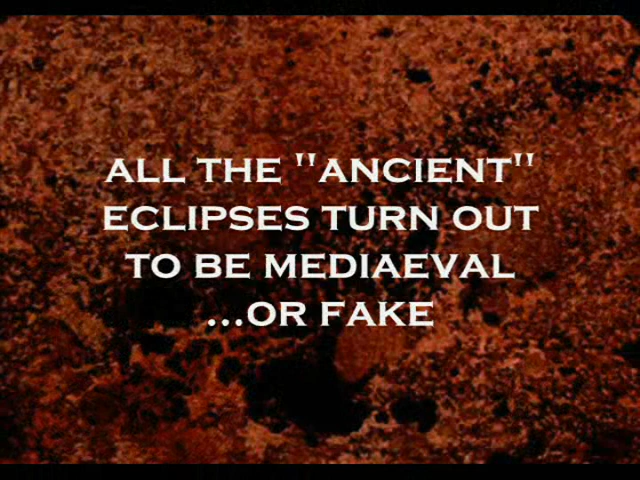 ALL THE "ANCIENT"
ECLIPSES TURN OUT
TO BE MEDIAEVAL
...OR FAKE